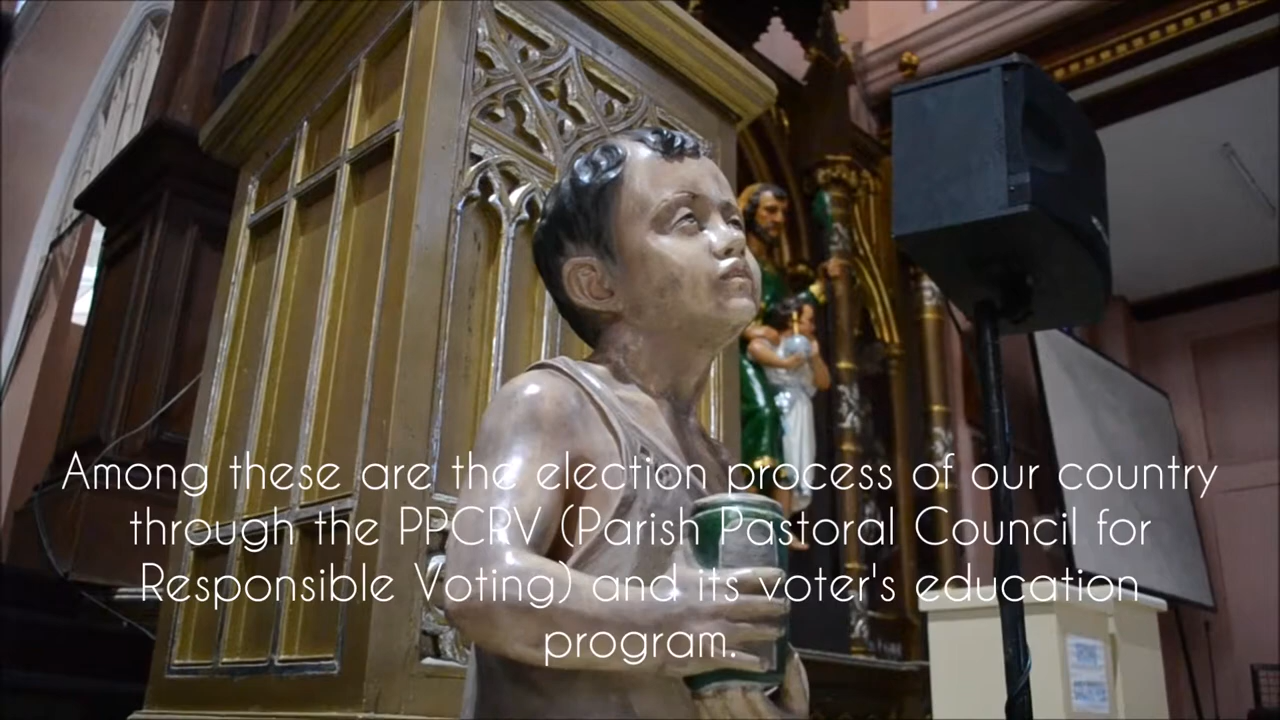 Among these are the election process of our country
through the PPCRV (Parish Pastoral Council for
Responsible Voting) and its voter's education
program.